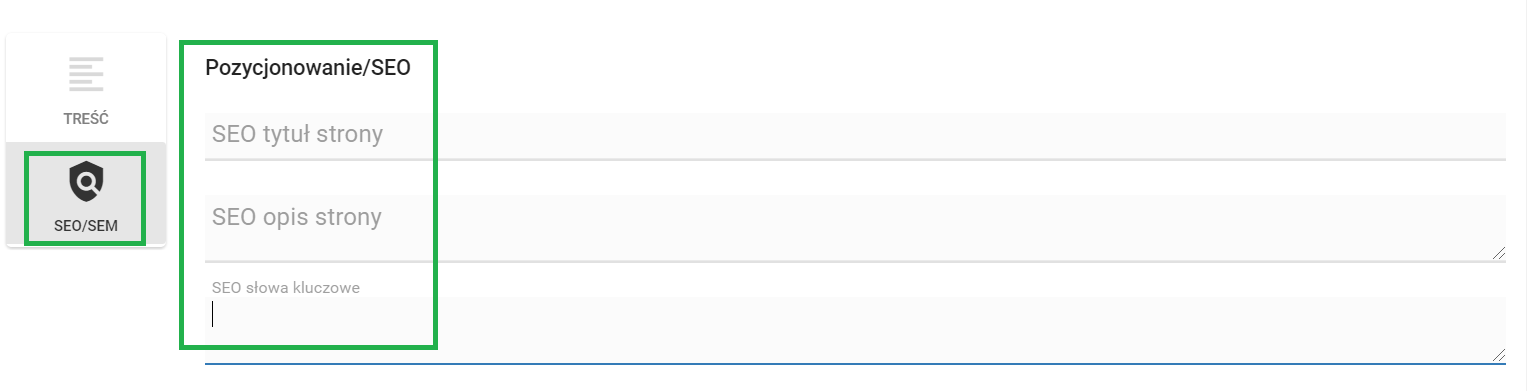 TREŚĆ
SEO/SEM
Pozycjonowanie/SEO
SEO tytuł strony
SEO opis strony
SEO słowa kluczowe